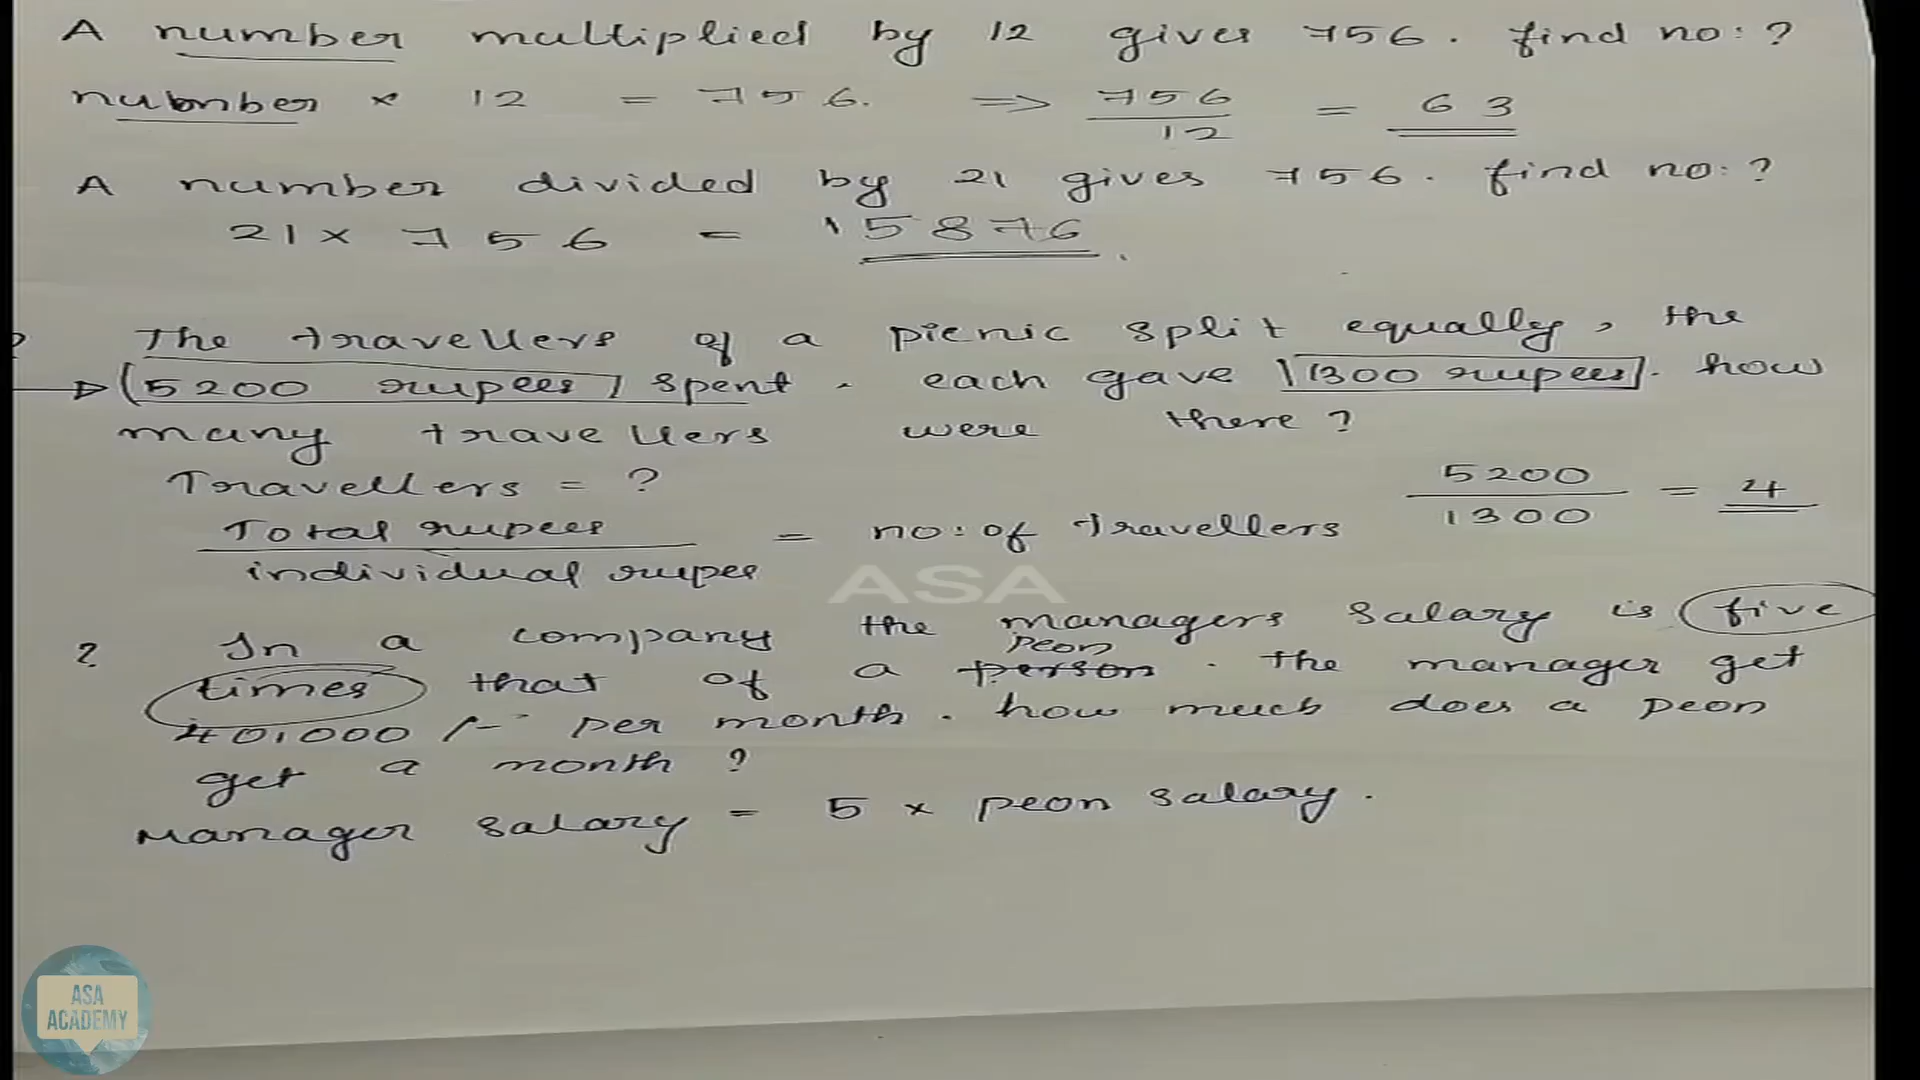 A number multiplied by 12 gives 756. find no: ?
number × 12 = 756. => 756/12 = 63
A number divided by 21 gives 756. find no: ?
21 × 756 = 15876.
? The travellers of a picnic split equally, the
(5200 rupees) spent. each gave 1300 rupees. how
many travellers were there ?
Travellers = ?
5200/1300 = 4
Total rupees/individual rupee = no: of travellers
ASA
? In a company the managers salary is five
times that of a person peon. The manager get
40,000/- per month. how much does a peon
get a month ?
Manager salary = 5 × peon salary.
ASA
ACADEMY